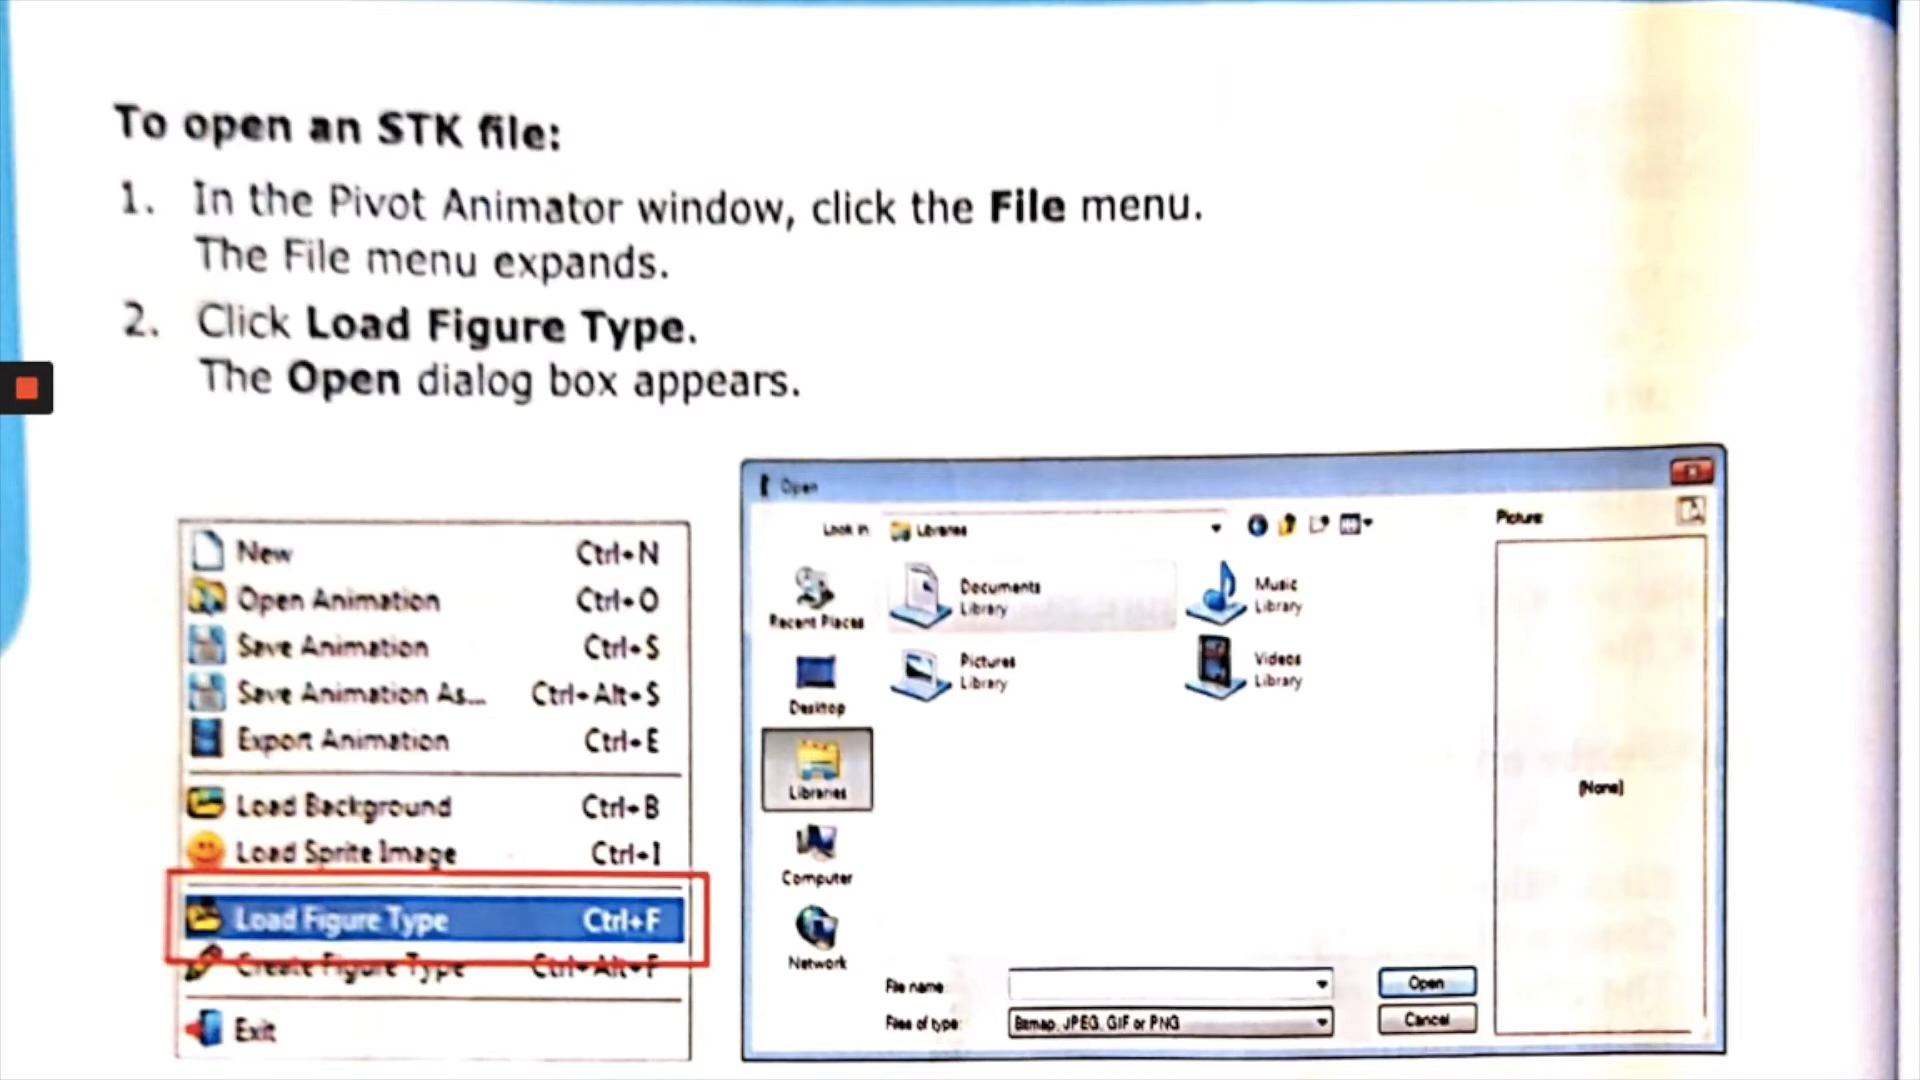 To open an STK file:
1. In the Pivot Animator window, click the File menu.
The File menu expands.
2. Click Load Figure Type.
The Open dialog box appears.
New Ctrl+N
Open Animation Ctrl+O
Save Animation Ctrl+S
Save Animation As... Ctrl+Alt+S
Export Animation Ctrl+E
Load Background Ctrl+B
Load Sprite Image Ctrl+I
Load Figure Type Ctrl+F
Create Figure Type Ctrl+Alt+F
Exit
Open
Look in: Libraries
Picture:
Recent Places
Desktop
Libraries
Computer
Network
Documents
Library
Music
Library
Pictures
Library
Videos
Library
(None)
File name:
Open
Files of type: Bitmap, JPEG, GIF or PNG
Cancel